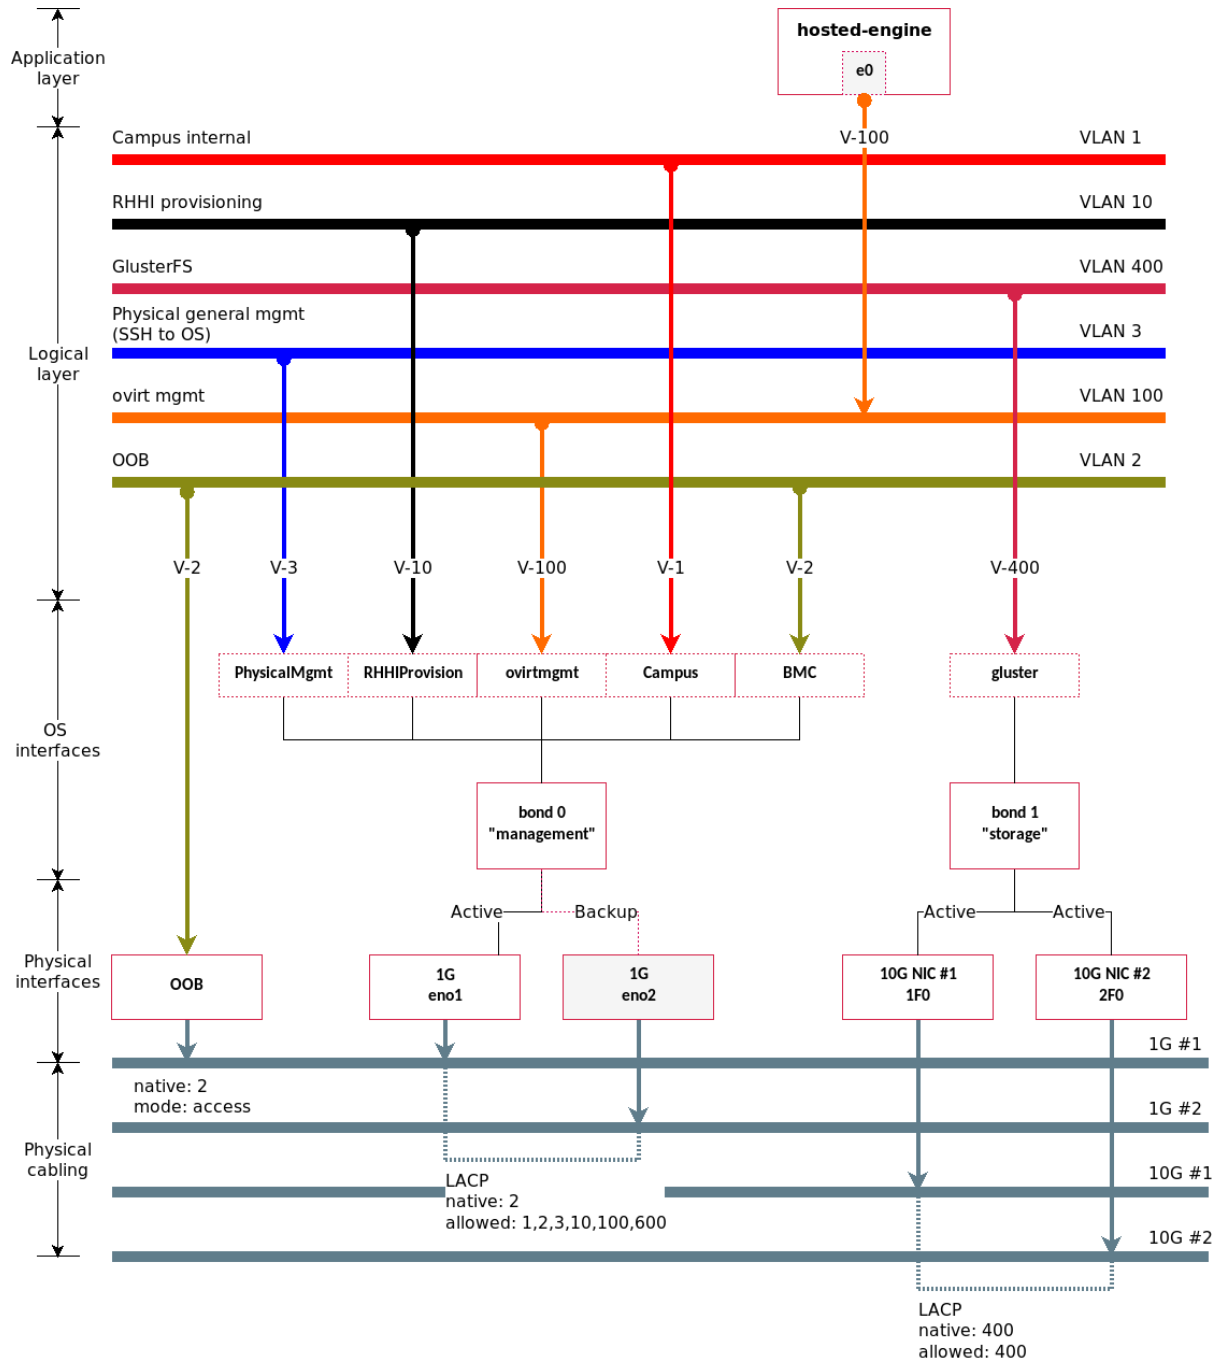 hosted-engine
Application
layer
e0
Campus internal
V-100
VLAN 1
RHHI provisioning
VLAN 10
GlusterFS
VLAN 400
Physical general mgmt
(SSH to OS)
VLAN 3
Logical
layer
ovirt mgmt
VLAN 100
OOB
VLAN 2
V-2
V-3
V-10
V-100
V-1
V-2
V-400
PhysicalMgmt
RHHIProvision
ovirtmgmt
Campus
BMC
gluster
OS
interfaces
bond 0
"management"
bond 1
"storage"
Active
Backup
Active
Active
Physical
interfaces
OOB
1G
eno1
1G
eno2
10G NIC #1
1F0
10G NIC #2
2F0
1G #1
native: 2
mode: access
1G #2
Physical
cabling
10G #1
LACP
native: 2
allowed: 1,2,3,10,100,600
10G #2
LACP
native: 400
allowed: 400